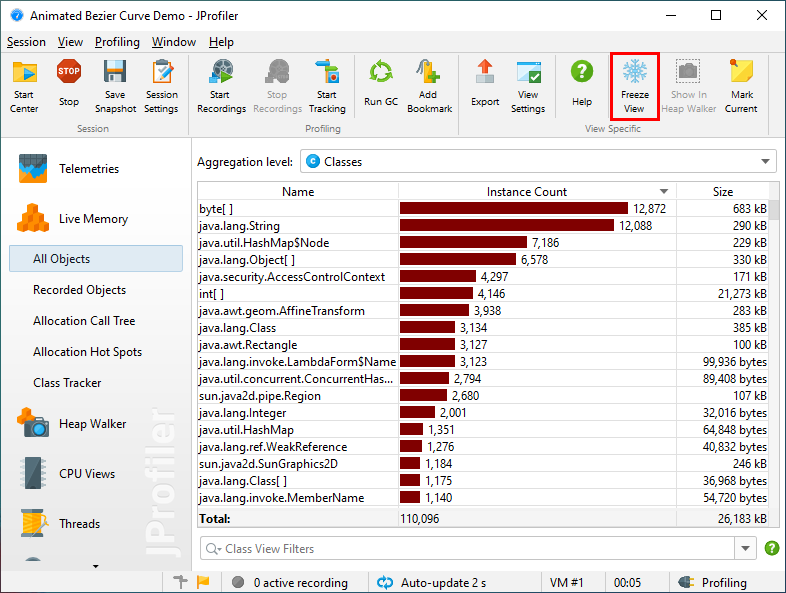 Animated Bezier Curve Demo - JProfiler
Session View Profiling Window Help
Start Center
Stop
Save Snapshot
Session Settings
Start Recordings
Stop Recordings
Start Tracking
Run GC
Add Bookmark
Export
View Settings
Help
Freeze View
Show In Heap Walker
Mark Current
Session
Profiling
View Specific
Telemetries
Live Memory
All Objects
Recorded Objects
Allocation Call Tree
Allocation Hot Spots
Class Tracker
Heap Walker
CPU Views
Threads
JProfiler
Aggregation level: C Classes
Name Instance Count Size
byte[ ] 12,872 683 kB
java.lang.String 12,088 290 kB
java.util.HashMap$Node 7,186 229 kB
java.lang.Object[ ] 6,578 330 kB
java.security.AccessControlContext 4,297 171 kB
int[ ] 4,146 21,273 kB
java.awt.geom.AffineTransform 3,938 283 kB
java.lang.Class 3,134 385 kB
java.awt.Rectangle 3,127 100 kB
java.lang.invoke.LambdaForm$Name 3,123 99,936 bytes
java.util.concurrent.ConcurrentHas... 2,794 89,408 bytes
sun.java2d.pipe.Region 2,680 107 kB
java.lang.Integer 2,001 32,016 bytes
java.util.HashMap 1,351 64,848 bytes
java.lang.ref.WeakReference 1,276 40,832 bytes
sun.java2d.SunGraphics2D 1,184 246 kB
java.lang.Class[ ] 1,175 36,968 bytes
java.lang.invoke.MemberName 1,140 54,720 bytes
Total: 110,096 26,183 kB
Class View Filters
0 active recording Auto-update 2 s VM #1 00:05 Profiling